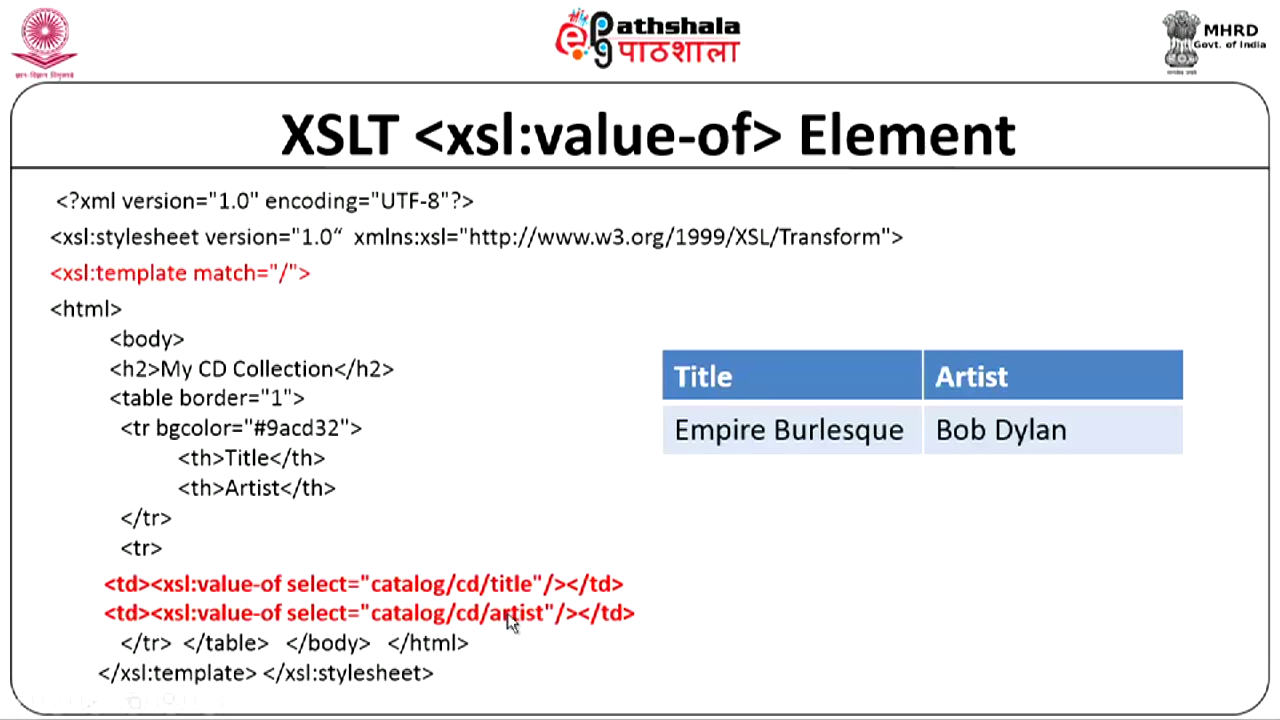 ज्ञान-विज्ञान विमुक्तये
ePathshala
पाठशाला
MHRD
Govt. of India
XSLT <xsl:value-of> Element
<?xml version="1.0" encoding="UTF-8"?>
<xsl:stylesheet version="1.0“  xmlns:xsl="http://www.w3.org/1999/XSL/Transform">
<xsl:template match="/">
<html>
<body>
<h2>My CD Collection</h2>
<table border="1">
<tr bgcolor="#9acd32">
<th>Title</th>
<th>Artist</th>
</tr>
<tr>
<td><xsl:value-of select="catalog/cd/title"/></td>
<td><xsl:value-of select="catalog/cd/artist"/></td>
</tr>  </table>   </body>   </html>
</xsl:template> </xsl:stylesheet>
Title Artist
Empire Burlesque Bob Dylan